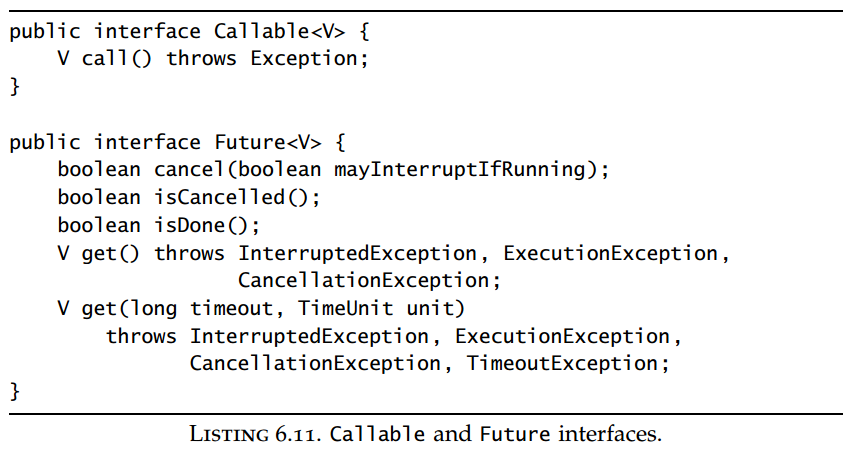 public interface Callable<V> {
    V call() throws Exception;
}

public interface Future<V> {
    boolean cancel(boolean mayInterruptIfRunning);
    boolean isCancelled();
    boolean isDone();
    V get() throws InterruptedException, ExecutionException,
                   CancellationException;
    V get(long timeout, TimeUnit unit)
        throws InterruptedException, ExecutionException,
               CancellationException, TimeoutException;
}
LISTING 6.11. Callable and Future interfaces.